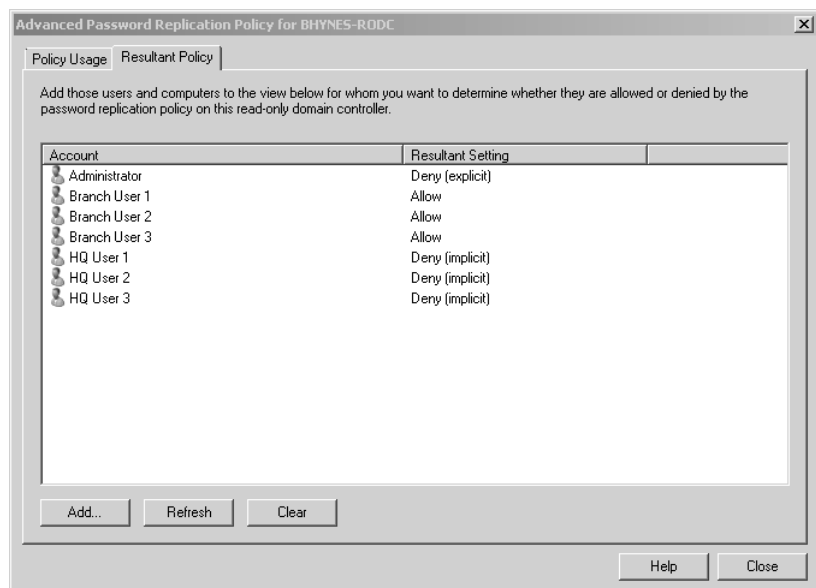 Advanced Password Replication Policy for BHYNES-RODC
Policy Usage Resultant Policy
Add those users and computers to the view below for whom you want to determine whether they are allowed or denied by the
password replication policy on this read-only domain controller.
Account Resultant Setting
Administrator Deny (explicit)
Branch User 1 Allow
Branch User 2 Allow
Branch User 3 Allow
HQ User 1 Deny (implicit)
HQ User 2 Deny (implicit)
HQ User 3 Deny (implicit)
Add... Refresh Clear
Help Close